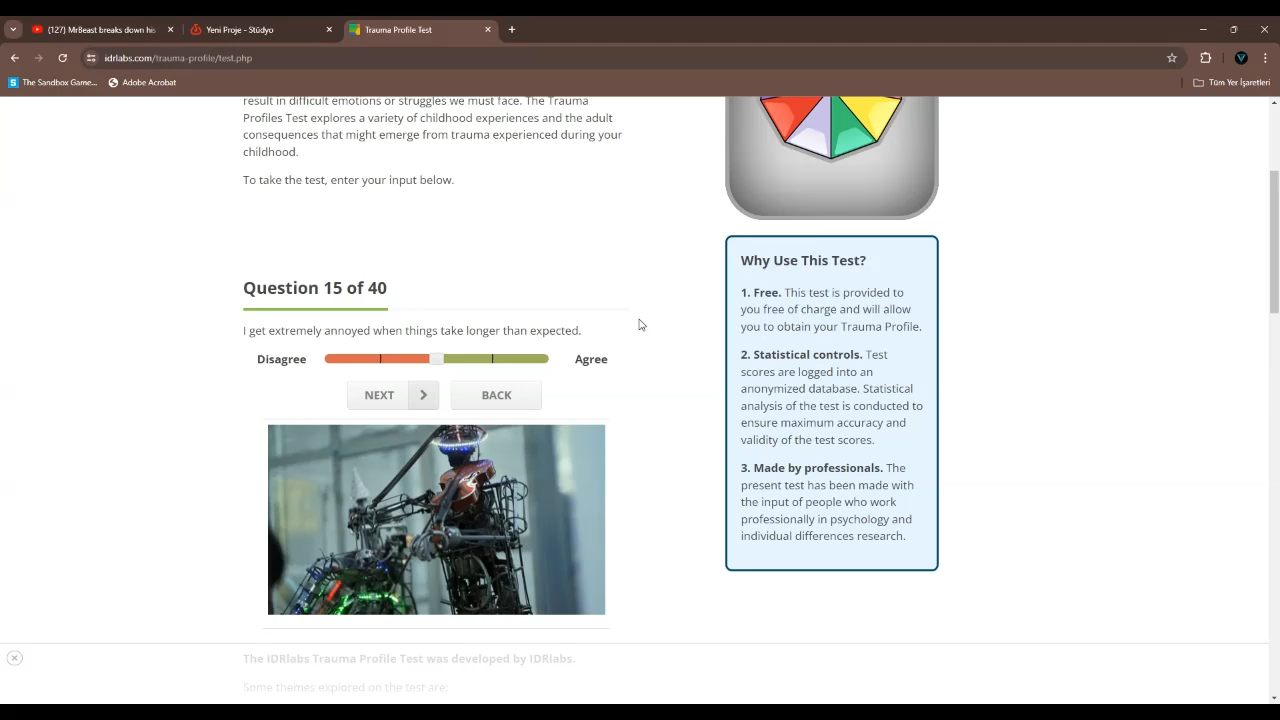 (127) MrBeast breaks down his
Yeni Proje - Stüdyo
Trauma Profile Test
idrlabs.com/trauma-profile/test.php
The Sandbox Game...
Adobe Acrobat
Tüm Yer İşaretleri
result in difficult emotions or struggles we must face. The Trauma
Profiles Test explores a variety of childhood experiences and the adult
consequences that might emerge from trauma experienced during your
childhood.
To take the test, enter your input below.
Question 15 of 40
I get extremely annoyed when things take longer than expected.
Disagree
Agree
NEXT
BACK
Why Use This Test?
1. Free. This test is provided to
you free of charge and will allow
you to obtain your Trauma Profile.
2. Statistical controls. Test
scores are logged into an
anonymized database. Statistical
analysis of the test is conducted to
ensure maximum accuracy and
validity of the test scores.
3. Made by professionals. The
present test has been made with
the input of people who work
professionally in psychology and
individual differences research.
The iDRlabs Trauma Profile Test was developed by IDRlabs.
Some themes explored on the test are: